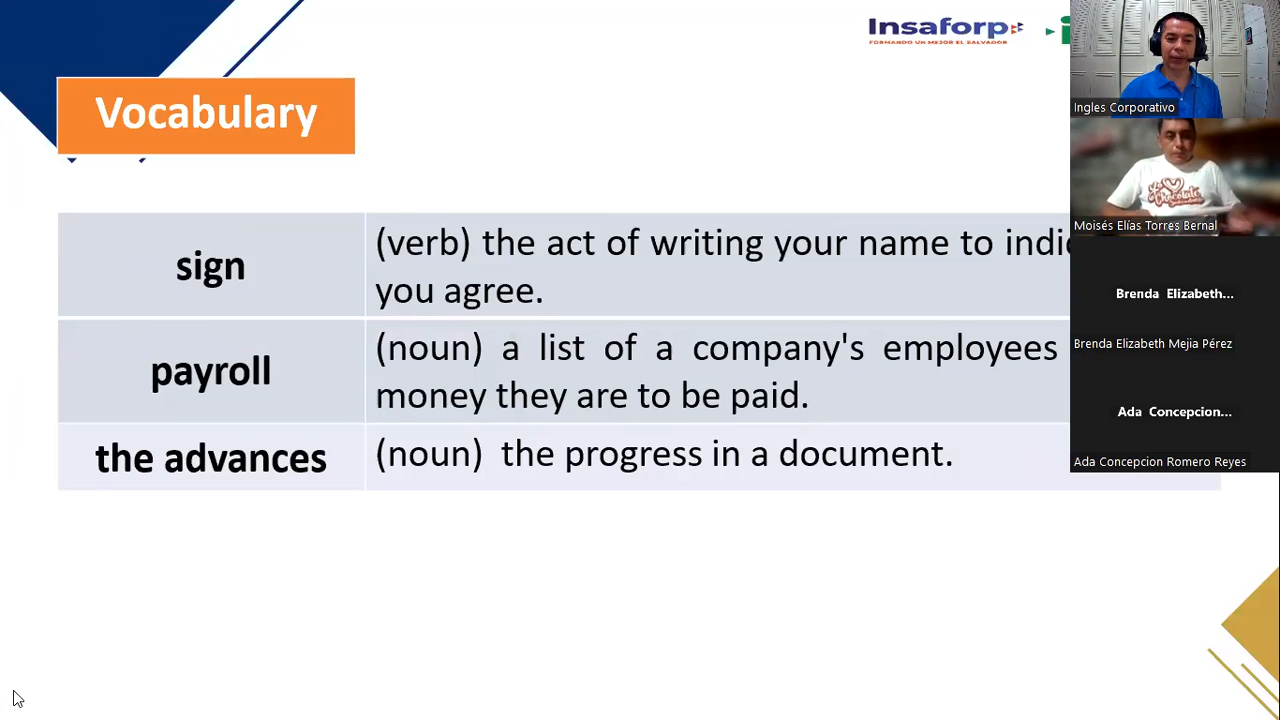 Insaforp
FORMANDO UN MEJOR EL SALVADOR
Vocabulary
sign
(verb) the act of writing your name to
you agree.
payroll
(noun) a list of a company's employees
money they are to be paid.
the advances
(noun) the progress in a document.
Ingles Corporativo
Moisés Elías Torres Bernal
Brenda Elizabeth...
Brenda Elizabeth Mejia Pérez
Ada Concepcion...
Ada Concepcion Romero Reyes